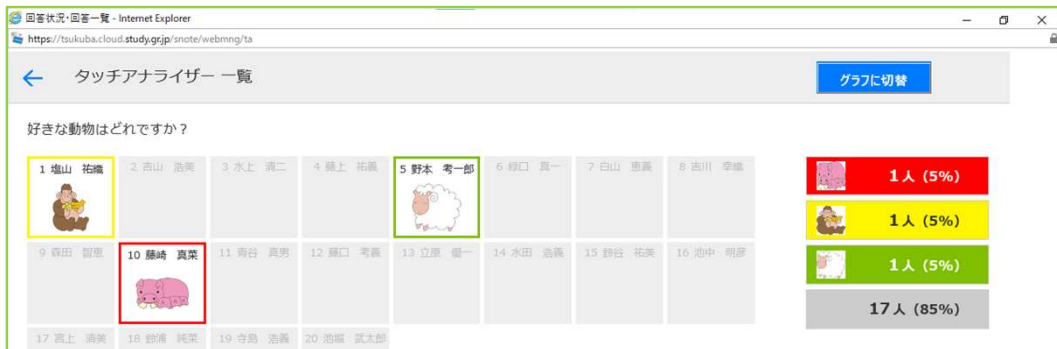 回答状況・回答一覧 - Internet Explorer
https://tsukuba.cloud.study.gr.jp/snote/webmng/ta
タッチアナライザー 一覧
グラフに切替
好きな動物はどれですか？
1 塩山 祐織
2 吉山 浩美
3 水上 清二
4 藤上 祐義
5 野本 考一郎
6 緑口 真一
7 白山 恵義
8 吉川 幸織
9 森田 智恵
10 藤崎 真菜
11 青谷 真男
12 藤口 考義
13 立原 優一
14 水田 浩義
15 鈴谷 祐美
16 池中 明彦
17 宮上 清美
18 鈴浦 純菜
19 寺島 浩義
20 池堀 武太郎
1人 (5%)
1人 (5%)
1人 (5%)
17人 (85%)